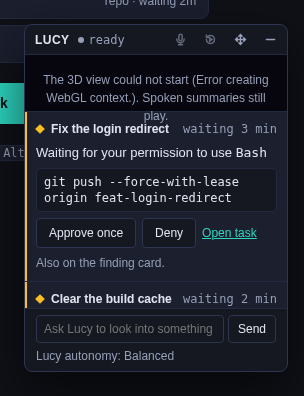 repo · waiting 2m
LUCY ready
The 3D view could not start (Error creating
WebGL context.). Spoken summaries still
play.
k
Fix the login redirect waiting 3 min
Alt
Waiting for your permission to use Bash
git push --force-with-lease
origin feat-login-redirect
Approve once Deny Open task
Also on the finding card.
Clear the build cache waiting 2 min
Ask Lucy to look into something Send
Lucy autonomy: Balanced